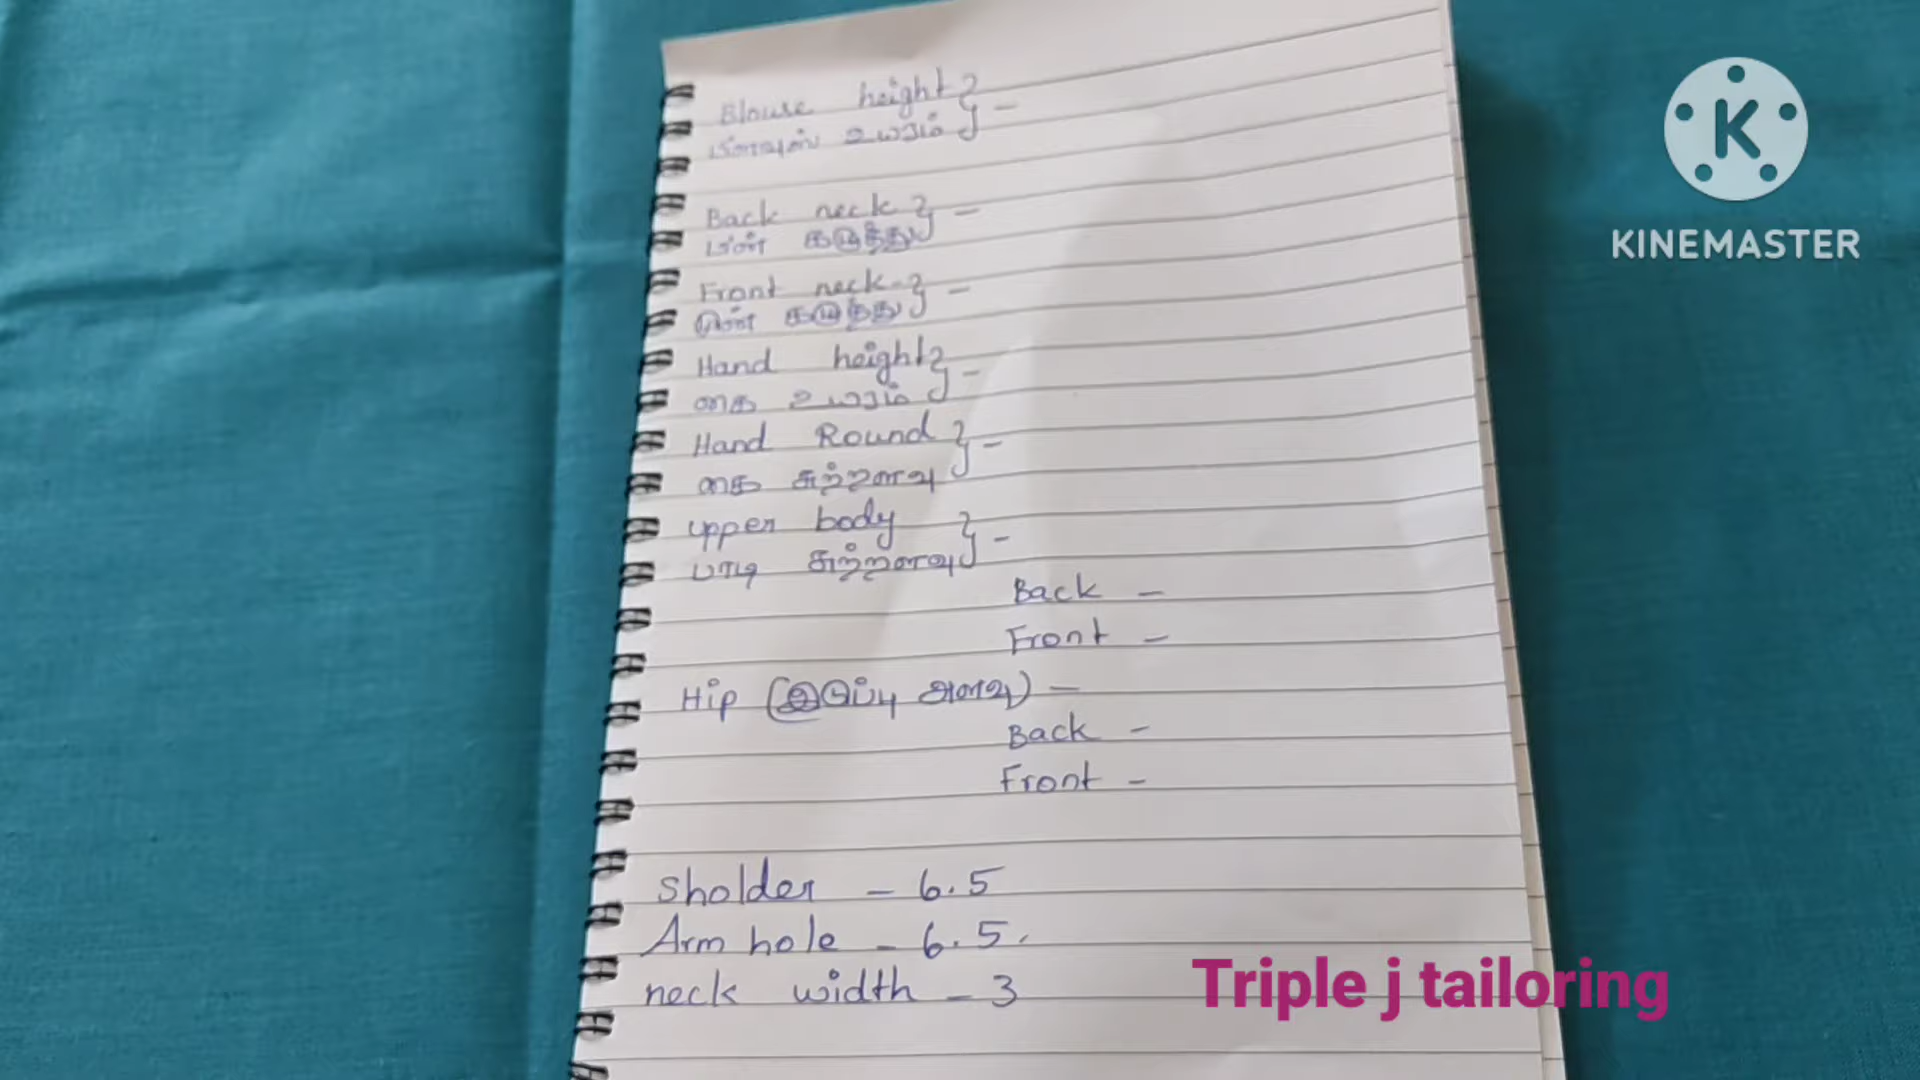 Blouse height } -
பிளவுஸ் உயரம்
Back neck } -
பின் கழுத்து
Front neck - } -
முன் கழுத்து
Hand height } -
கை உயரம்
Hand Round } -
கை சுற்றளவு
upper body } -
பாடி சுற்றளவு
Back -
Front -
Hip (இடுப்பு அளவு) -
Back -
Front -
Sholder - 6.5
Arm hole - 6.5.
neck width - 3
K
KINEMASTER
Triple j tailoring